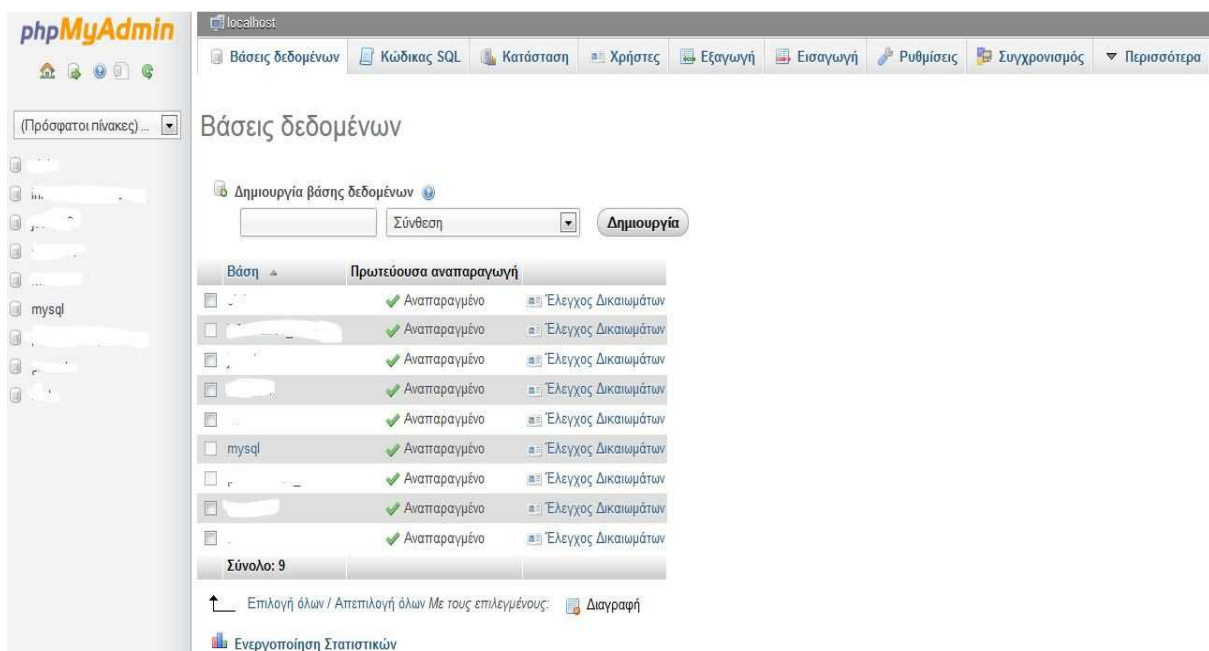 phpMyAdmin
(Πρόσφατοι πίνακες) ...
mysql
localhost
Βάσεις δεδομένων Κώδικας SQL Κατάσταση Χρήστες Εξαγωγή Εισαγωγή Ρυθμίσεις Συγχρονισμός Περισσότερα
Βάσεις δεδομένων
Δημιουργία βάσης δεδομένων
Σύνθεση Δημιουργία
Βάση Πρωτεύουσα αναπαραγωγή
Αναπαραγμένο Έλεγχος Δικαιωμάτων
Αναπαραγμένο Έλεγχος Δικαιωμάτων
Αναπαραγμένο Έλεγχος Δικαιωμάτων
Αναπαραγμένο Έλεγχος Δικαιωμάτων
Αναπαραγμένο Έλεγχος Δικαιωμάτων
mysql Αναπαραγμένο Έλεγχος Δικαιωμάτων
Αναπαραγμένο Έλεγχος Δικαιωμάτων
Αναπαραγμένο Έλεγχος Δικαιωμάτων
Αναπαραγμένο Έλεγχος Δικαιωμάτων
Σύνολο: 9
Επιλογή όλων / Απεπιλογή όλων Με τους επιλεγμένους: Διαγραφή
Ενεργοποίηση Στατιστικών